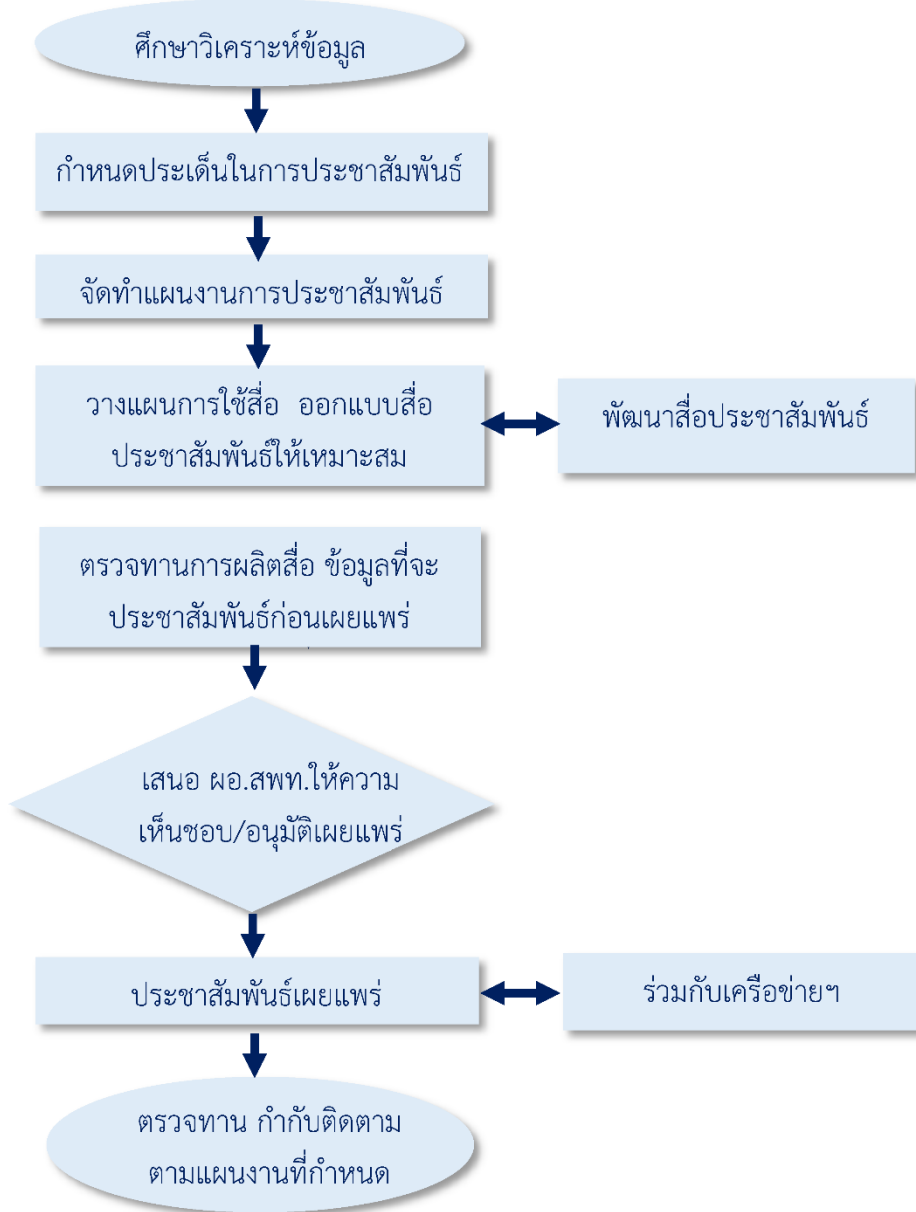 ศึกษาวิเคราะห์ข้อมูล
กำหนดประเด็นในการประชาสัมพันธ์
จัดทำแผนงานการประชาสัมพันธ์
วางแผนการใช้สื่อ ออกแบบสื่อ
ประชาสัมพันธ์ให้เหมาะสม
พัฒนาสื่อประชาสัมพันธ์
ตรวจทานการผลิตสื่อ ข้อมูลที่จะ
ประชาสัมพันธ์ก่อนเผยแพร่
เสนอ ผอ.สพท.ให้ความ
เห็นชอบ/อนุมัติเผยแพร่
ประชาสัมพันธ์เผยแพร่
ร่วมกับเครือข่ายฯ
ตรวจทาน กำกับติดตาม
ตามแผนงานที่กำหนด